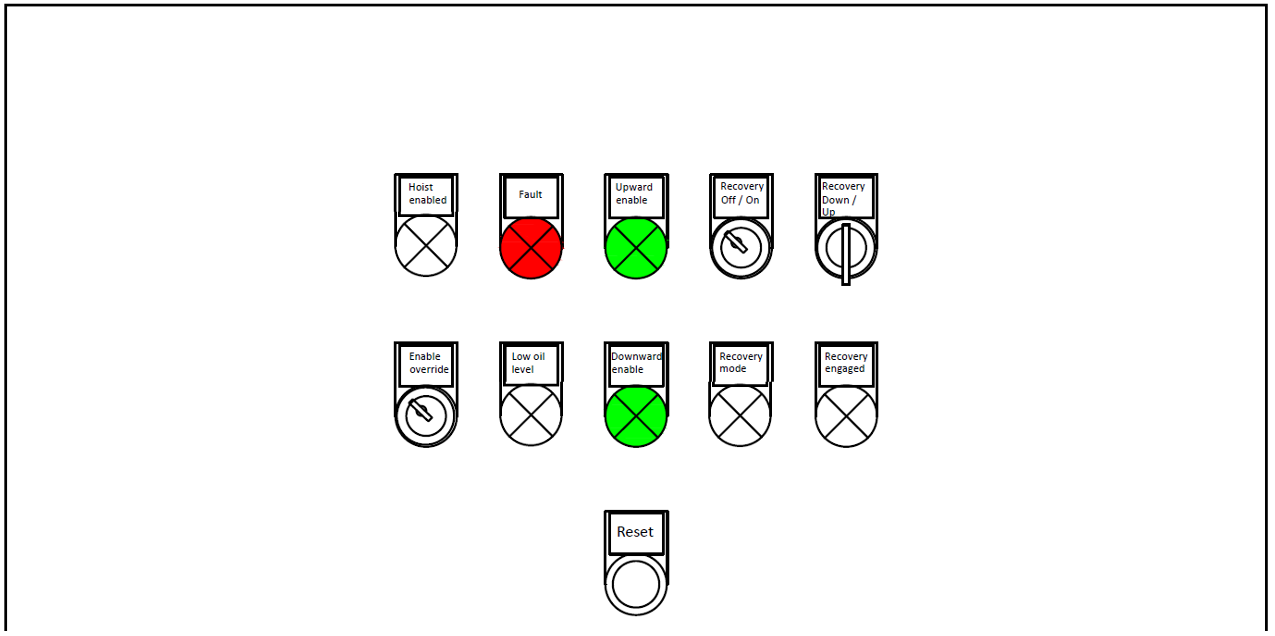 Hoist
enabled
Fault
Upward
enable
Recovery
Off / On
Recovery
Down /
Up
Enable
override
Low oil
level
Downward
enable
Recovery
mode
Recovery
engaged
Reset